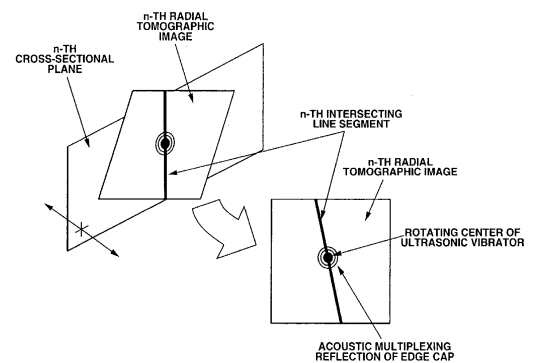 n-TH RADIAL
TOMOGRAPHIC
IMAGE
n-TH
CROSS-SECTIONAL
PLANE
n-TH INTERSECTING
LINE SEGMENT
n-TH RADIAL
TOMOGRAPHIC IMAGE
ROTATING CENTER OF
ULTRASONIC VIBRATOR
ACOUSTIC MULTIPLEXING
REFLECTION OF EDGE CAP